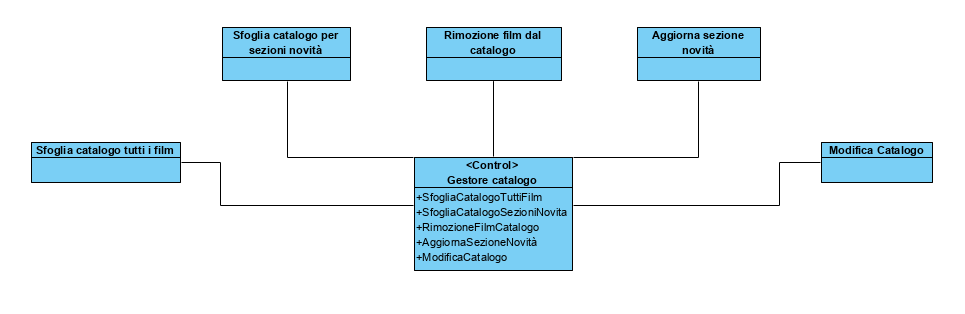 Sfoglia catalogo per
sezioni novità
Rimozione film dal
catalogo
Aggiorna sezione
novità
Sfoglia catalogo tutti i film
Modifica Catalogo
<Control>
Gestore catalogo
+SfogliaCatalogoTuttiFilm
+SfogliaCatalogoSezioniNovita
+RimozioneFilmCatalogo
+AggiornaSezioneNovità
+ModificaCatalogo